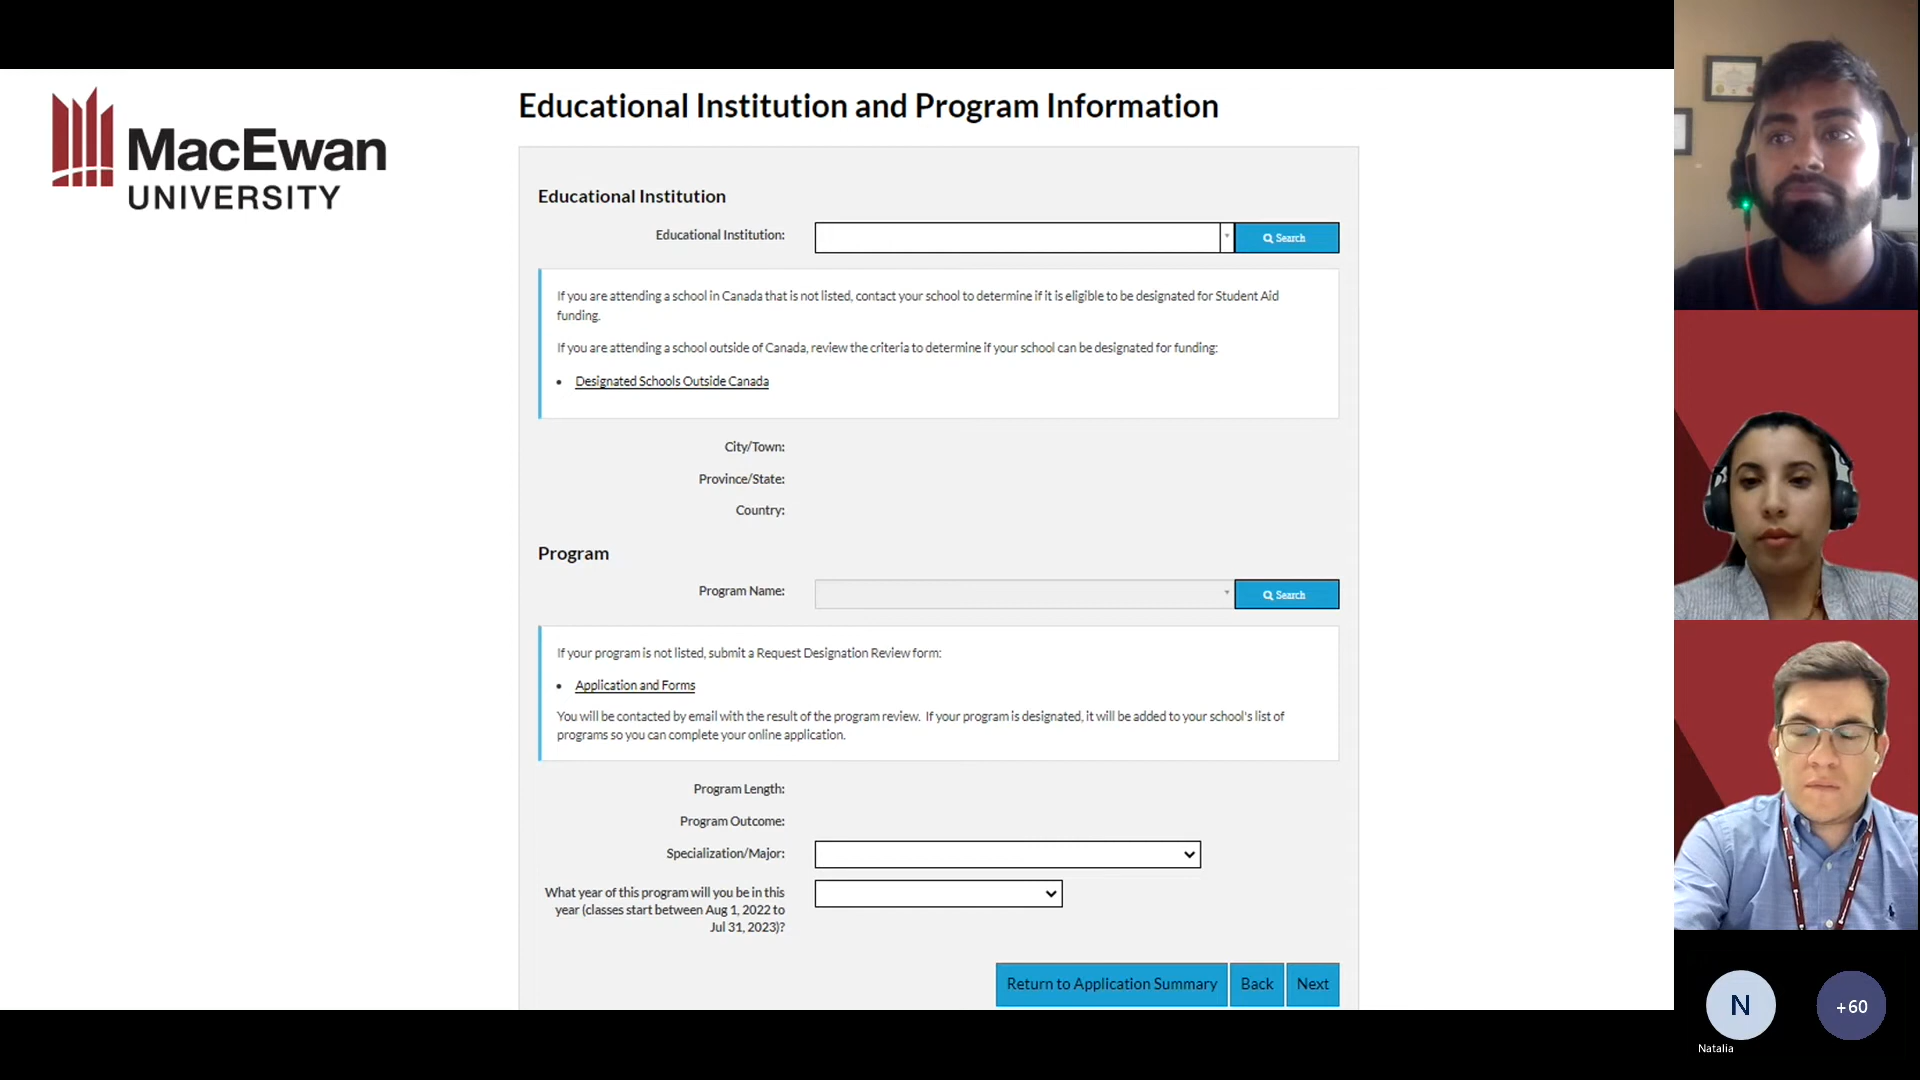 MacEwan
UNIVERSITY
Educational Institution and Program Information
Educational Institution
Educational Institution:
Search
If you are attending a school in Canada that is not listed, contact your school to determine if it is eligible to be designated for Student Aid
funding.
If you are attending a school outside of Canada, review the criteria to determine if your school can be designated for funding:
• Designated Schools Outside Canada
City/Town:
Province/State:
Country:
Program
Program Name:
Search
If your program is not listed, submit a Request Designation Review form:
• Application and Forms
You will be contacted by email with the result of the program review. If your program is designated, it will be added to your school's list of
programs so you can complete your online application.
Program Length:
Program Outcome:
Specialization/Major:
What year of this program will you be in this
year (classes start between Aug 1, 2022 to
Jul 31, 2023)?
Return to Application Summary
Back
Next
N
+60
Natalia